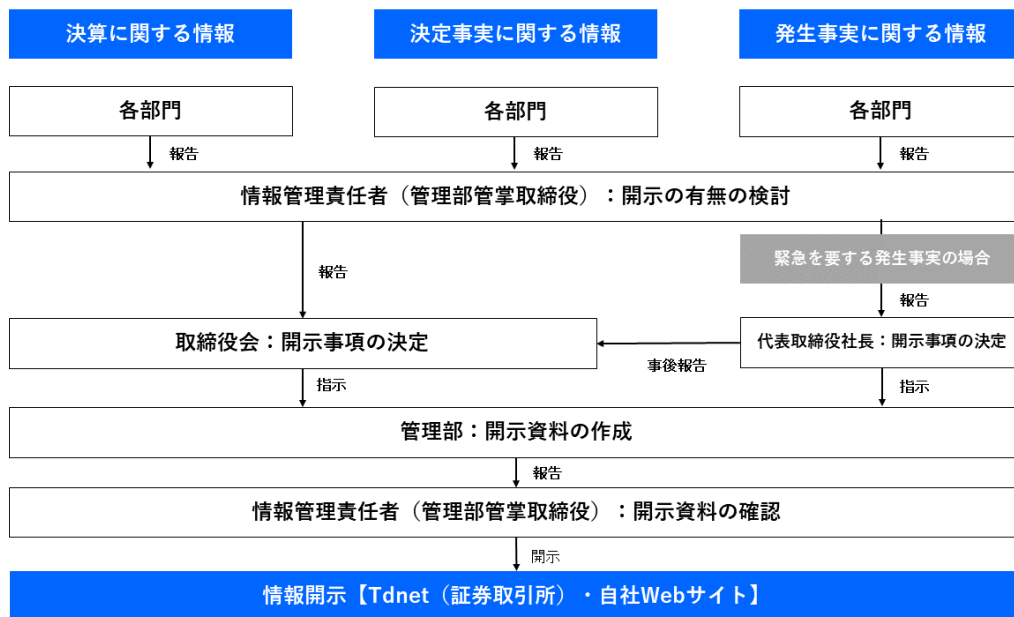 決算に関する情報
決定事実に関する情報
発生事実に関する情報
各部門
各部門
各部門
報告
報告
報告
情報管理責任者（管理部管掌取締役）：開示の有無の検討
緊急を要する発生事実の場合
報告
報告
取締役会：開示事項の決定
代表取締役社長：開示事項の決定
事後報告
指示
指示
管理部：開示資料の作成
報告
情報管理責任者（管理部管掌取締役）：開示資料の確認
開示
情報開示【Tdnet（証券取引所）・自社Webサイト】